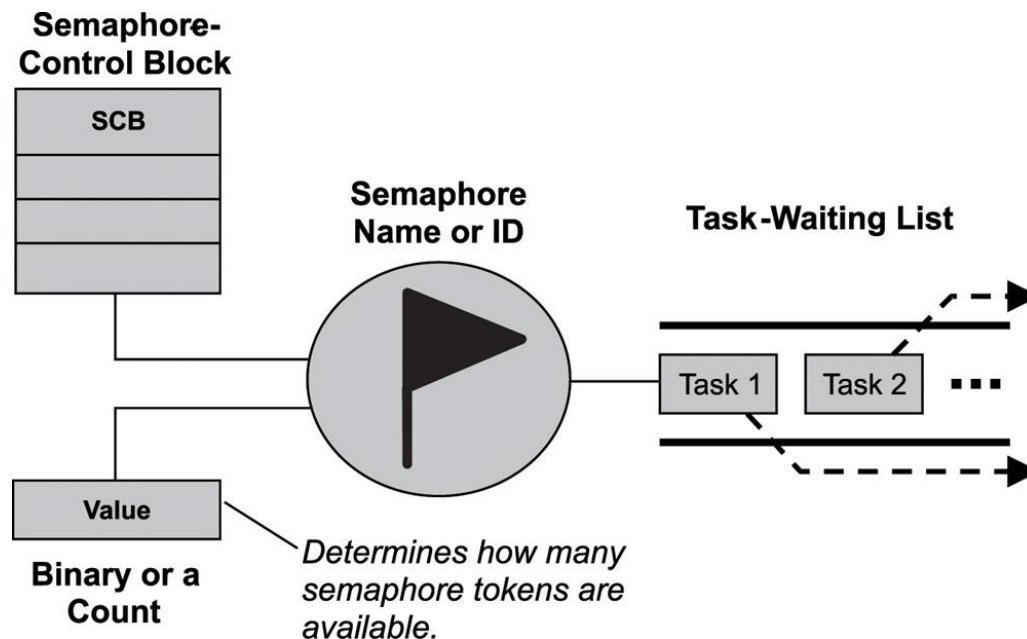 Semaphore-
Control Block
SCB
Semaphore
Name or ID
Task-Waiting List
Task 1
Task 2
Value
Binary or a
Count
Determines how many
semaphore tokens are
available.